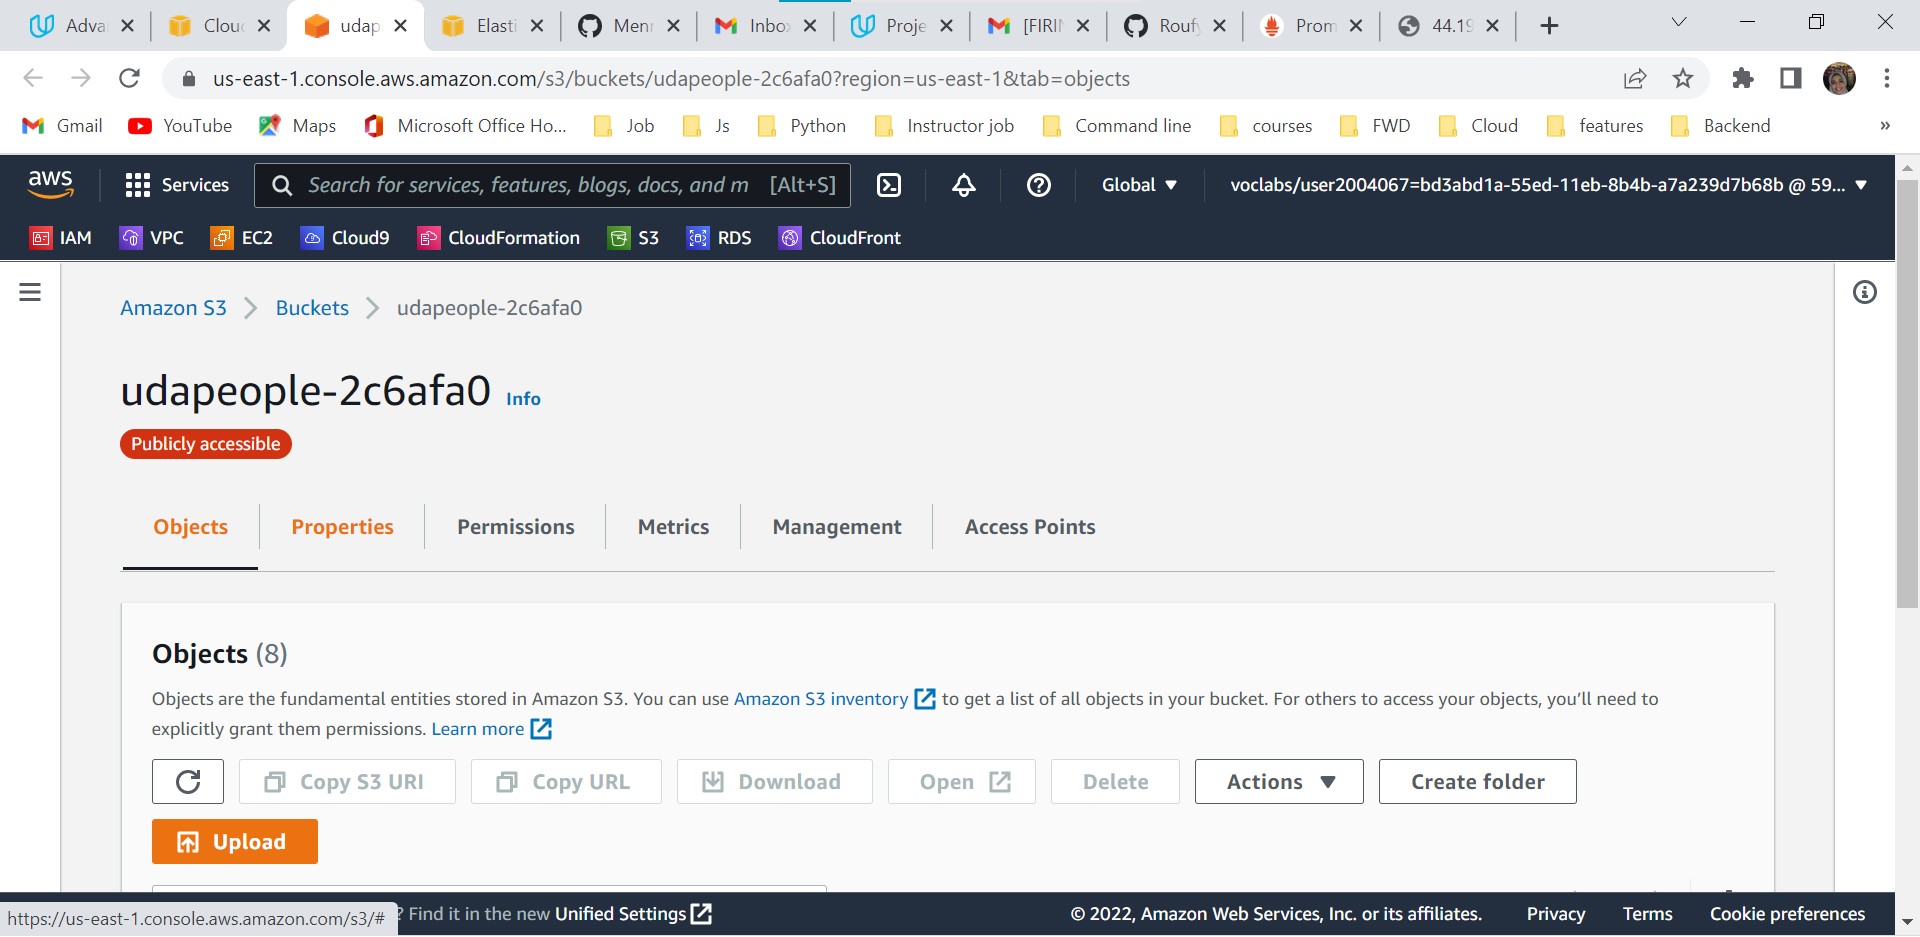 Adva
Clou
udap
Elasti
Menr
Inbo
Proje
[FIRIN
Roufy
Prom
44.19
us-east-1.console.aws.amazon.com/s3/buckets/udapeople-2c6afa0?region=us-east-1&tab=objects
Gmail YouTube Maps Microsoft Office Ho... Job Js Python Instructor job Command line courses FWD Cloud features Backend »
aws Services Search for services, features, blogs, docs, and m [Alt+S] Global ▼ voclabs/user2004067=bd3abd1a-55ed-11eb-8b4b-a7a239d7b68b @ 59... ▼
IAM VPC EC2 Cloud9 CloudFormation S3 RDS CloudFront
Amazon S3 > Buckets > udapeople-2c6afa0
udapeople-2c6afa0 Info
Publicly accessible
Objects Properties Permissions Metrics Management Access Points
Objects (8)
Objects are the fundamental entities stored in Amazon S3. You can use Amazon S3 inventory to get a list of all objects in your bucket. For others to access your objects, you'll need to
explicitly grant them permissions. Learn more
Copy S3 URI Copy URL Download Open Delete Actions ▼ Create folder
Upload
https://us-east-1.console.aws.amazon.com/s3/# ? Find it in the new Unified Settings © 2022, Amazon Web Services, Inc. or its affiliates. Privacy Terms Cookie preferences